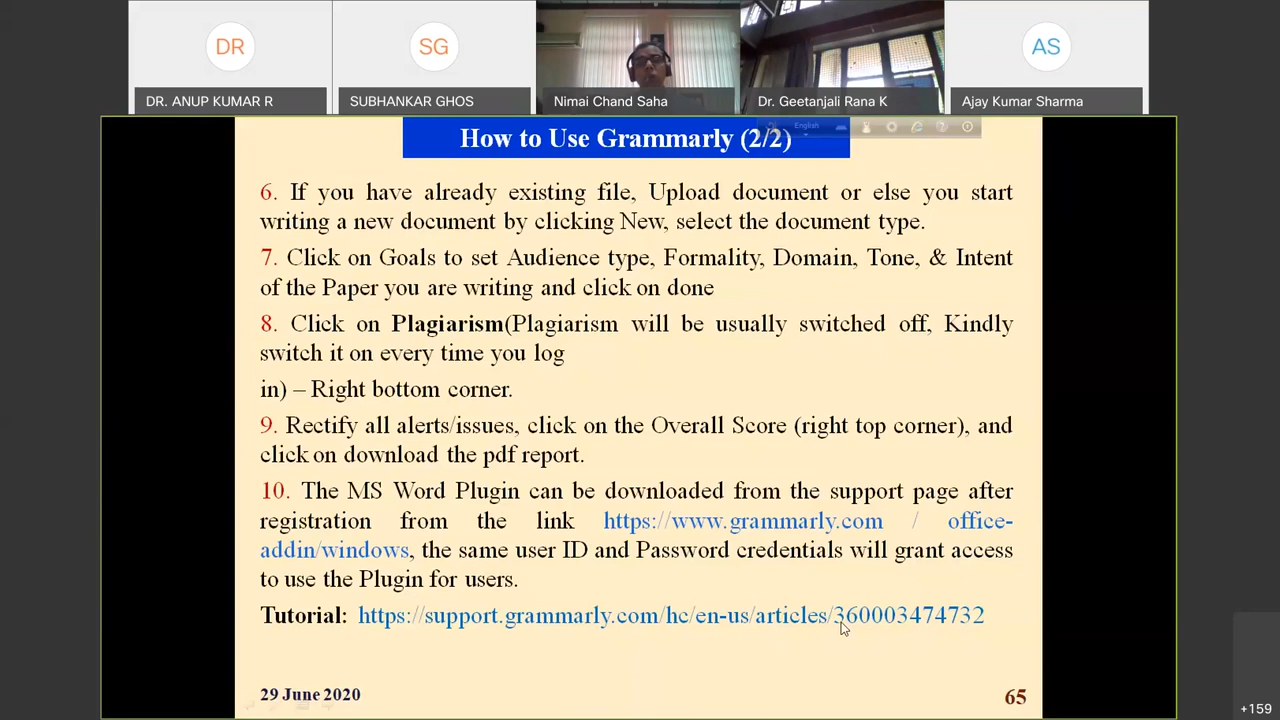 DR
SG
AS
DR. ANUP KUMAR R
SUBHANKAR GHOS
Nimai Chand Saha
Dr. Geetanjali Rana K
Ajay Kumar Sharma
English
How to Use Grammarly (2/2)
6. If you have already existing file, Upload document or else you start
writing a new document by clicking New, select the document type.
7. Click on Goals to set Audience type, Formality, Domain, Tone, & Intent
of the Paper you are writing and click on done
8. Click on Plagiarism(Plagiarism will be usually switched off, Kindly
switch it on every time you log
in) – Right bottom corner.
9. Rectify all alerts/issues, click on the Overall Score (right top corner), and
click on download the pdf report.
10. The MS Word Plugin can be downloaded from the support page after
registration from the link https://www.grammarly.com / office-
addin/windows, the same user ID and Password credentials will grant access
to use the Plugin for users.
Tutorial: https://support.grammarly.com/hc/en-us/articles/360003474732
29 June 2020
65
+159